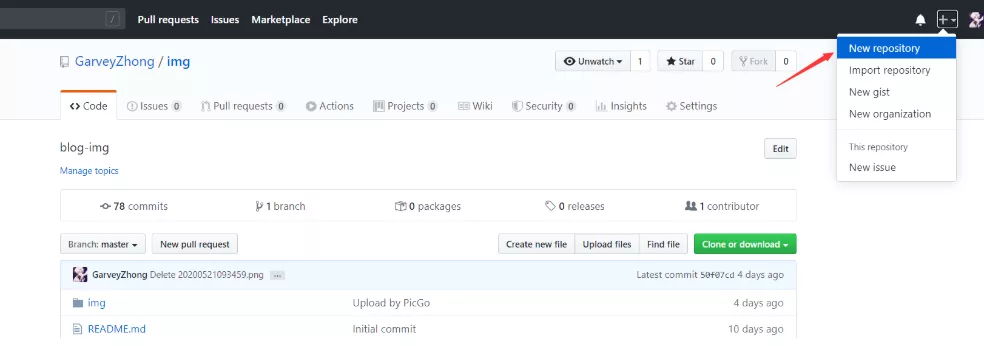 /
Pull requests Issues Marketplace Explore
GarveyZhong / img
Unwatch 1 Star 0 Fork 0
New repository
Import repository
New gist
New organization
This repository
New issue
<> Code Issues 0 Pull requests 0 Actions Projects 0 Wiki Security 0 Insights Settings
blog-img
Edit
Manage topics
78 commits 1 branch 0 packages 0 releases 1 contributor
Branch: master New pull request Create new file Upload files Find file Clone or download
GarveyZhong Delete 20200521093459.png ... Latest commit 50f07cd 4 days ago
img Upload by PicGo 4 days ago
README.md Initial commit 10 days ago